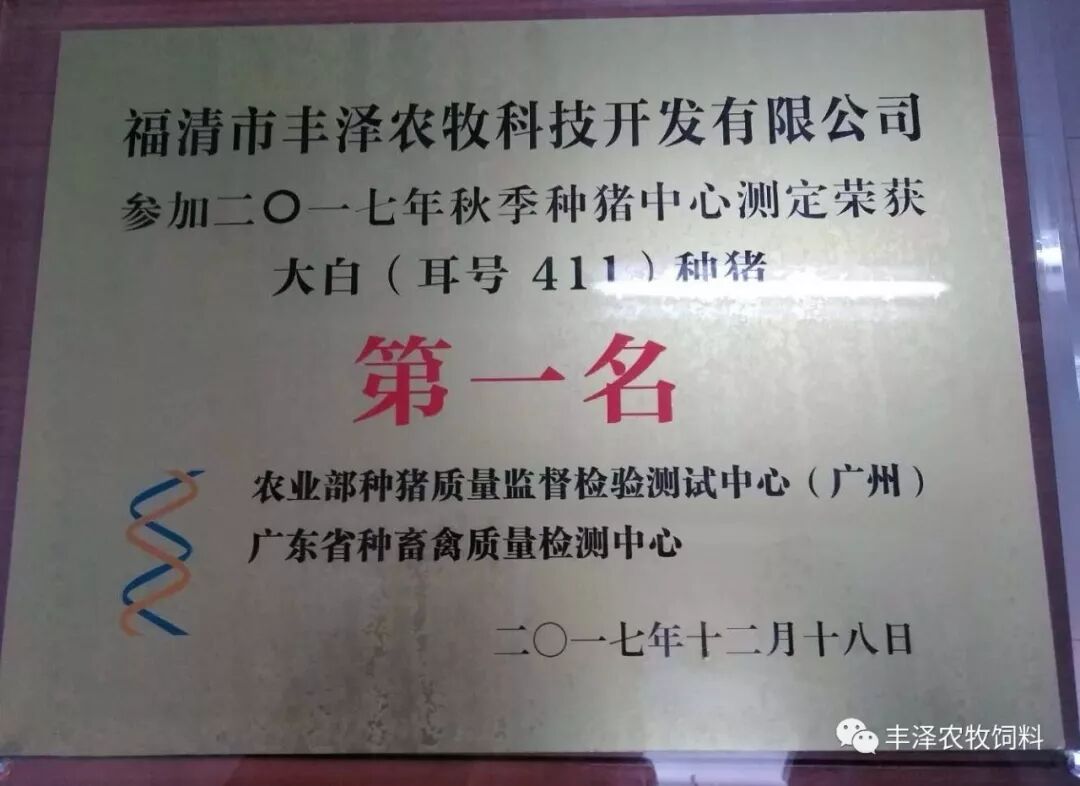 福清市丰泽农牧科技开发有限公司
参加二〇一七年秋季种猪中心测定荣获
大白（耳号 411）种猪
第一名
农业部种猪质量监督检验测试中心（广州）
广东省种畜禽质量检测中心
二〇一七年十二月十八日
丰泽农牧饲料